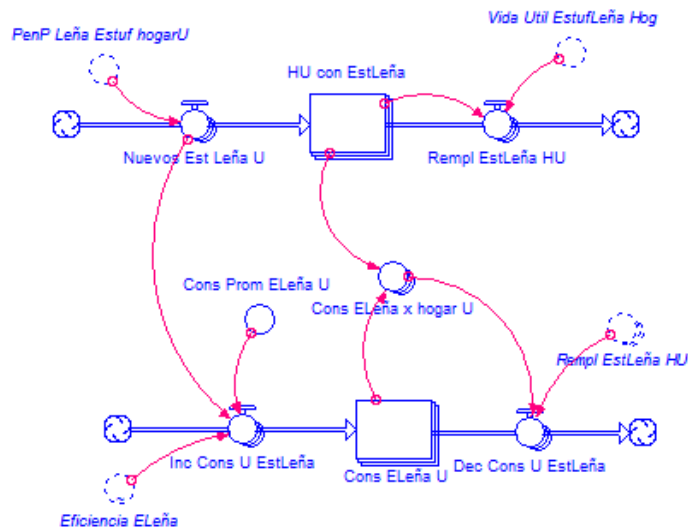 PenP Leña Estuf hogarU
Vida Util EstufLeña Hog
HU con EstLeña
Nuevos Est Leña U
Rempl EstLeña HU
Cons Prom ELeña U
Cons ELeña x hogar U
Rempl EstLeña HU
Inc Cons U EstLeña
Cons ELeña U
Dec Cons U EstLeña
Eficiencia ELeña